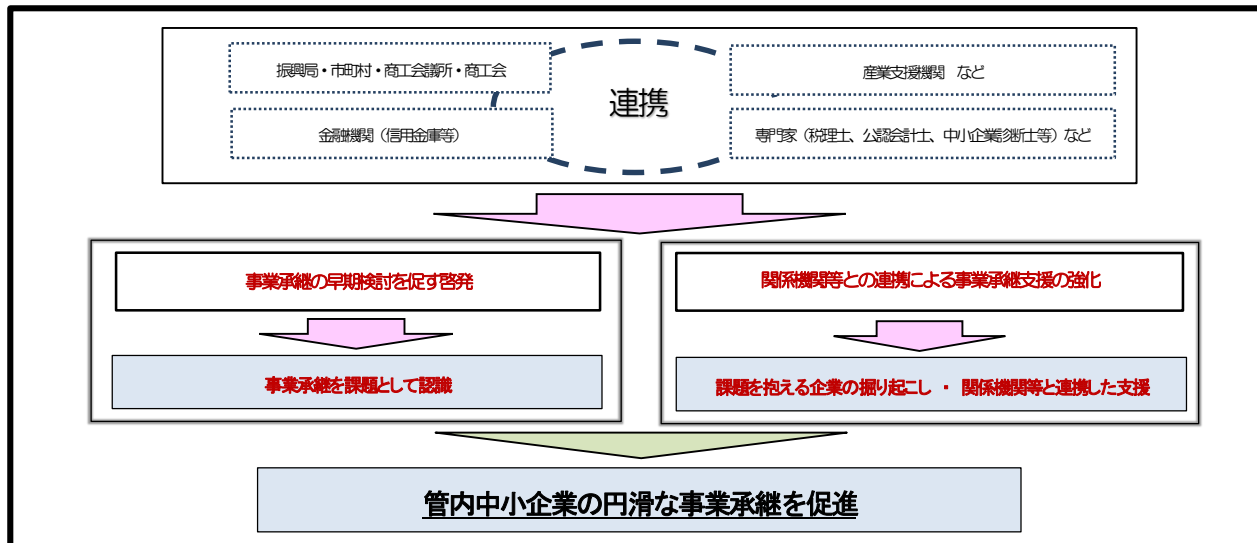 振興局・市町村・商工会議所・商工会
産業支援機関　など
連携
金融機関（信用金庫等）
専門家（税理士、公認会計士、中小企業診断士等）など
事業承継の早期検討を促す啓発
関係機関等との連携による事業承継支援の強化
事業承継を課題として認識
課題を抱える企業の掘り起こし ・ 関係機関等と連携した支援
管内中小企業の円滑な事業承継を促進